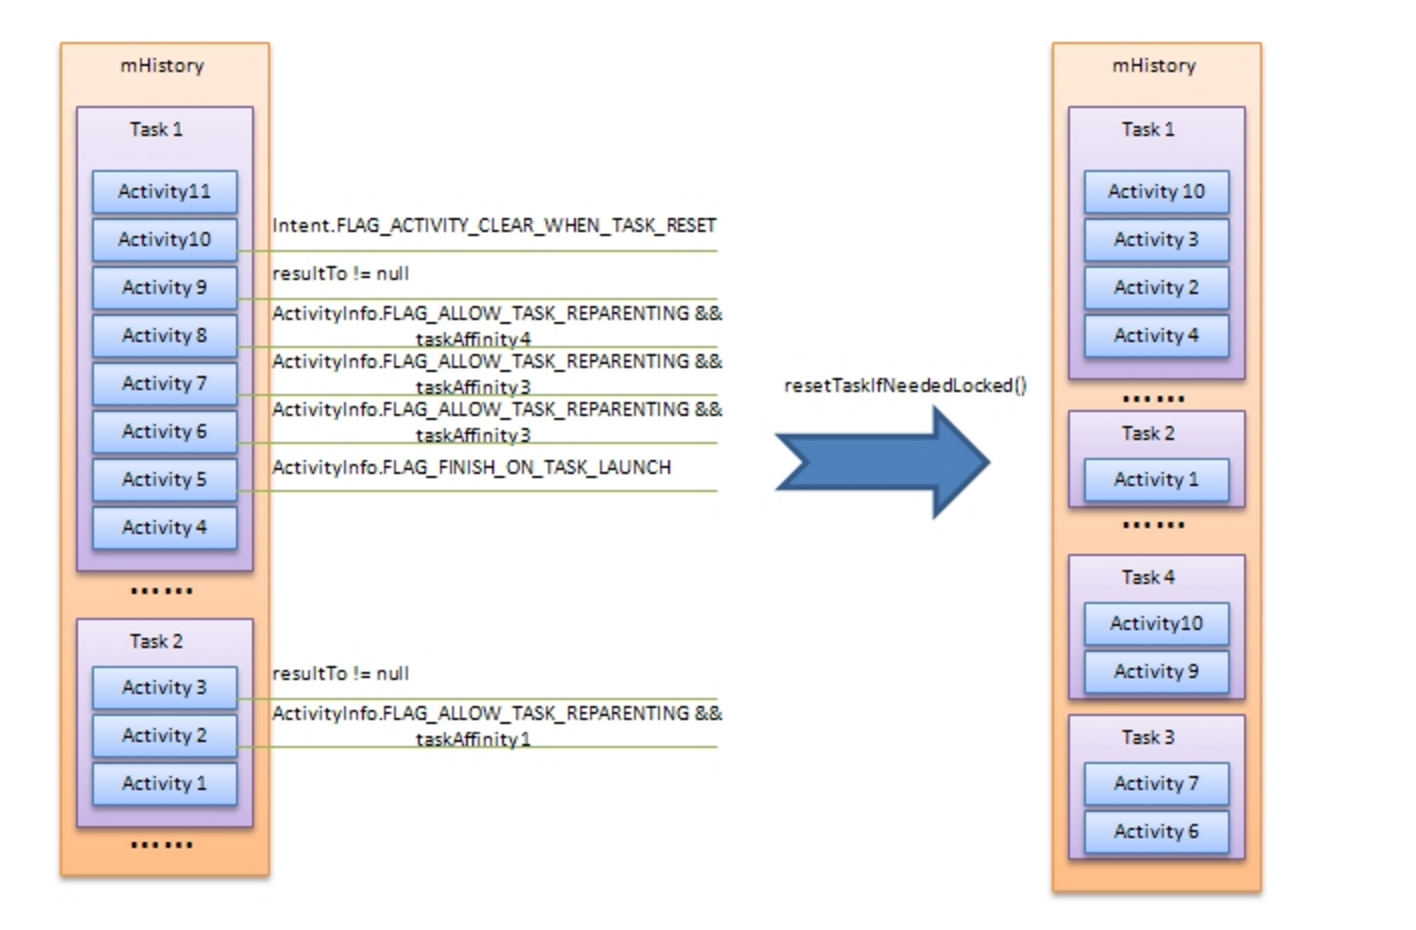 mHistory
Task 1
Activity11
Activity10
Activity 9
Activity 8
Activity 7
Activity 6
Activity 5
Activity 4
......
Task 2
Activity 3
Activity 2
Activity 1
......
Intent.FLAG_ACTIVITY_CLEAR_WHEN_TASK_RESET
resultTo != null
ActivityInfo.FLAG_ALLOW_TASK_REPARENTING &&
taskAffinity4
ActivityInfo.FLAG_ALLOW_TASK_REPARENTING &&
taskAffinity3
ActivityInfo.FLAG_ALLOW_TASK_REPARENTING &&
taskAffinity3
ActivityInfo.FLAG_FINISH_ON_TASK_LAUNCH
resultTo != null
ActivityInfo.FLAG_ALLOW_TASK_REPARENTING &&
taskAffinity1
resetTaskIfNeededLocked()
mHistory
Task 1
Activity 10
Activity 3
Activity 2
Activity 4
......
Task 2
Activity 1
......
Task 4
Activity10
Activity 9
Task 3
Activity 7
Activity 6